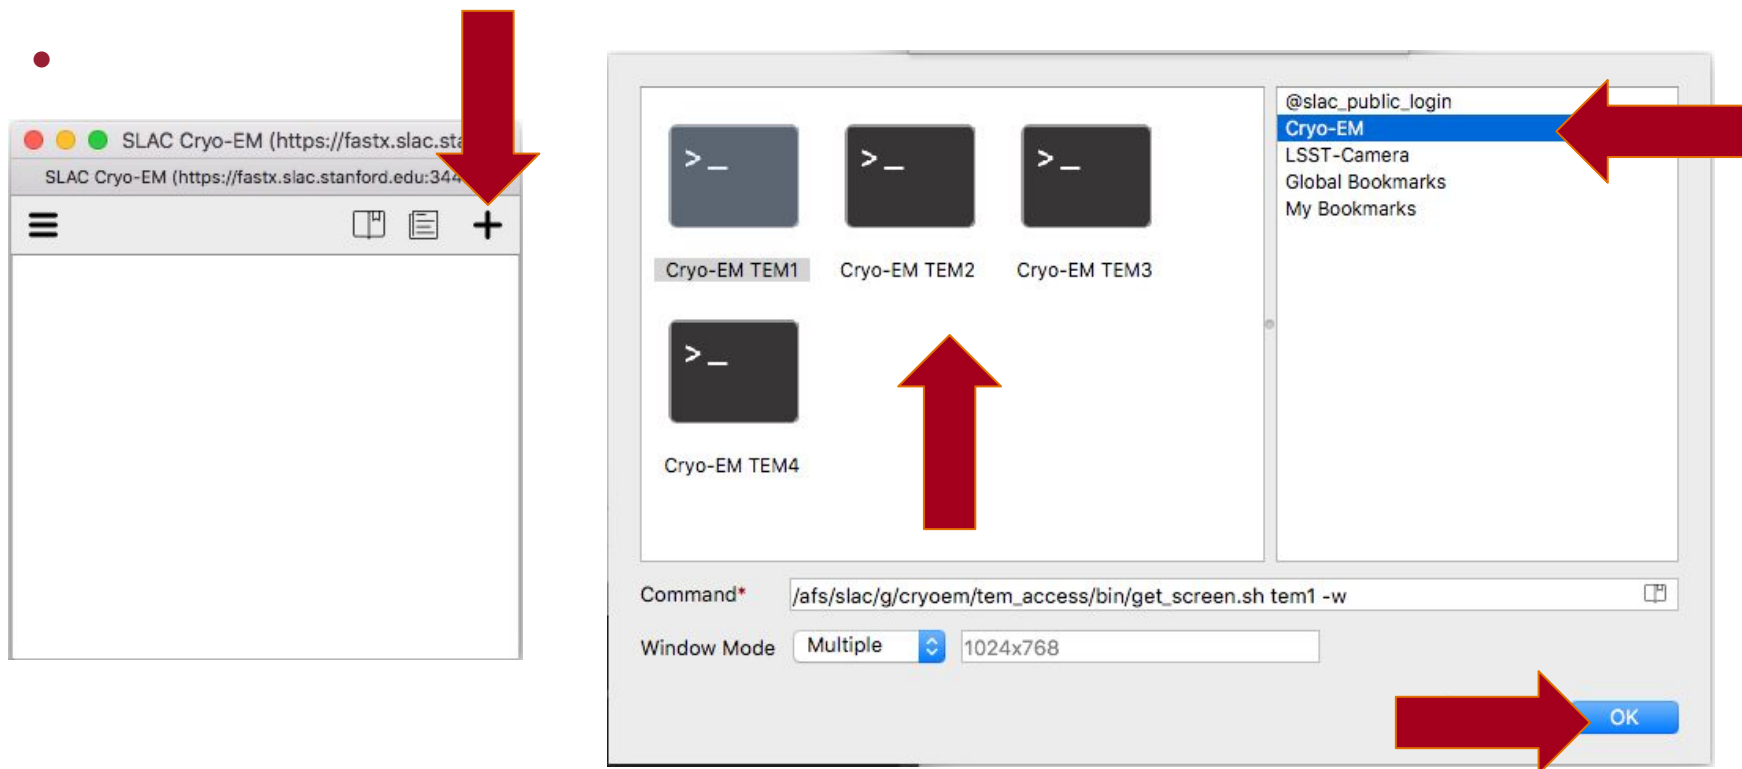 SLAC Cryo-EM (https://fastx.slac.sta
SLAC Cryo-EM (https://fastx.slac.stanford.edu:344
>_
>_
>_
Cryo-EM TEM1
Cryo-EM TEM2
Cryo-EM TEM3
>_
Cryo-EM TEM4
@slac_public_login
Cryo-EM
LSST-Camera
Global Bookmarks
My Bookmarks
Command* /afs/slac/g/cryoem/tem_access/bin/get_screen.sh tem1 -w
Window Mode Multiple 1024x768
OK